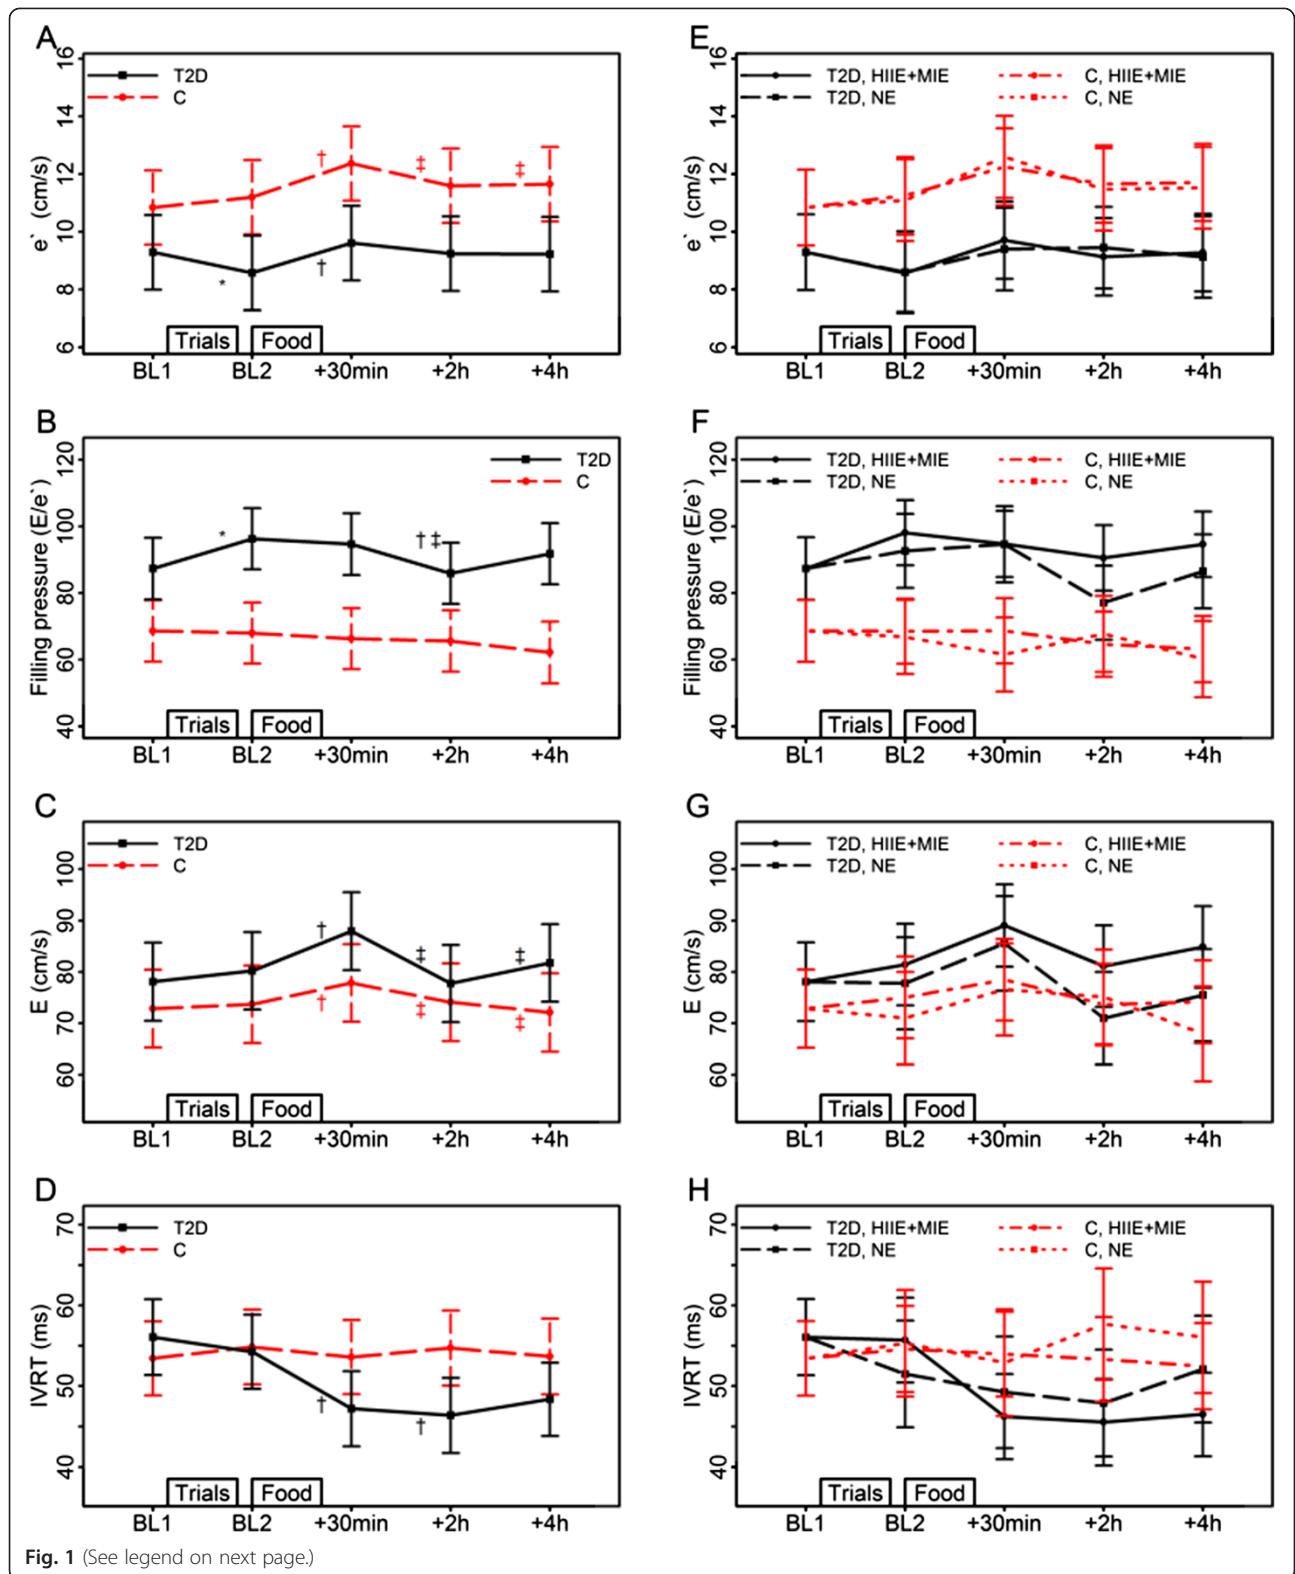 A
16
14
12
10
8
6
e` (cm/s)
T2D
C
†
‡
‡
*
†
Trials
Food
BL1 BL2 +30min +2h +4h
E
16
14
12
10
8
6
e` (cm/s)
T2D, HIIE+MIE
T2D, NE
C, HIIE+MIE
C, NE
Trials
Food
BL1 BL2 +30min +2h +4h
B
120
100
80
60
40
Filling pressure (E/e`)
T2D
C
*
†‡
Trials
Food
BL1 BL2 +30min +2h +4h
F
120
100
80
60
40
Filling pressure (E/e`)
T2D, HIIE+MIE
T2D, NE
C, HIIE+MIE
C, NE
Trials
Food
BL1 BL2 +30min +2h +4h
C
100
90
80
70
60
E (cm/s)
T2D
C
†
‡
‡
†
‡
‡
Trials
Food
BL1 BL2 +30min +2h +4h
G
100
90
80
70
60
E (cm/s)
T2D, HIIE+MIE
T2D, NE
C, HIIE+MIE
C, NE
Trials
Food
BL1 BL2 +30min +2h +4h
D
70
60
50
40
IVRT (ms)
T2D
C
†
†
Trials
Food
BL1 BL2 +30min +2h +4h
H
70
60
50
40
IVRT (ms)
T2D, HIIE+MIE
T2D, NE
C, HIIE+MIE
C, NE
Trials
Food
BL1 BL2 +30min +2h +4h
Fig. 1 (See legend on next page.)